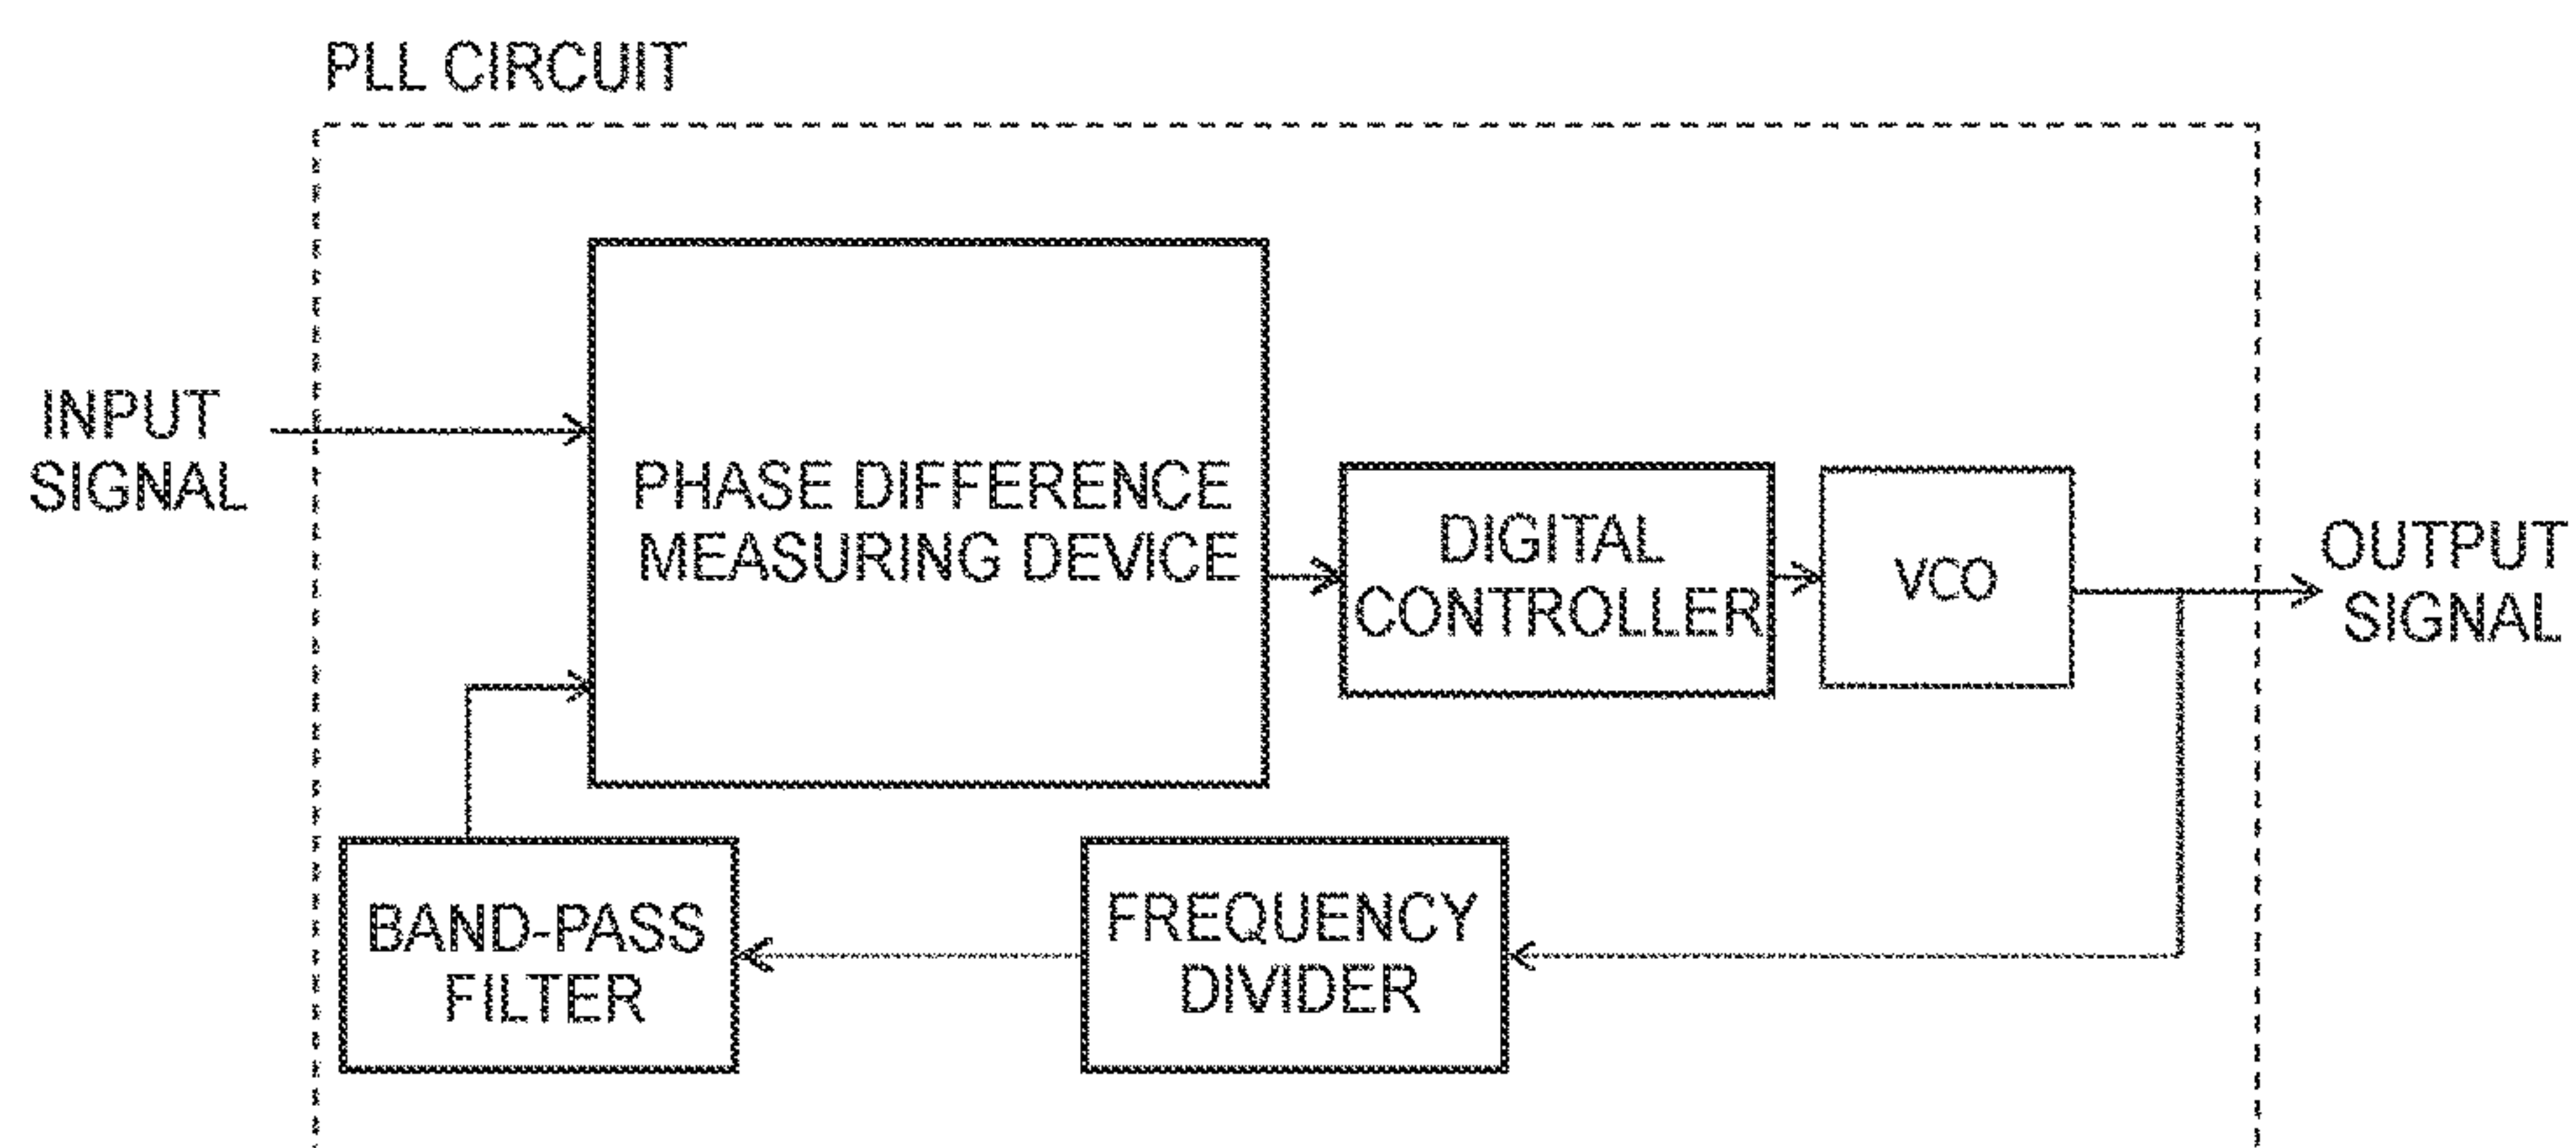 PLL CIRCUIT
INPUT
SIGNAL
PHASE DIFFERENCE
MEASURING DEVICE
DIGITAL
CONTROLLER
VCO
OUTPUT
SIGNAL
BAND-PASS
FILTER
FREQUENCY
DIVIDER